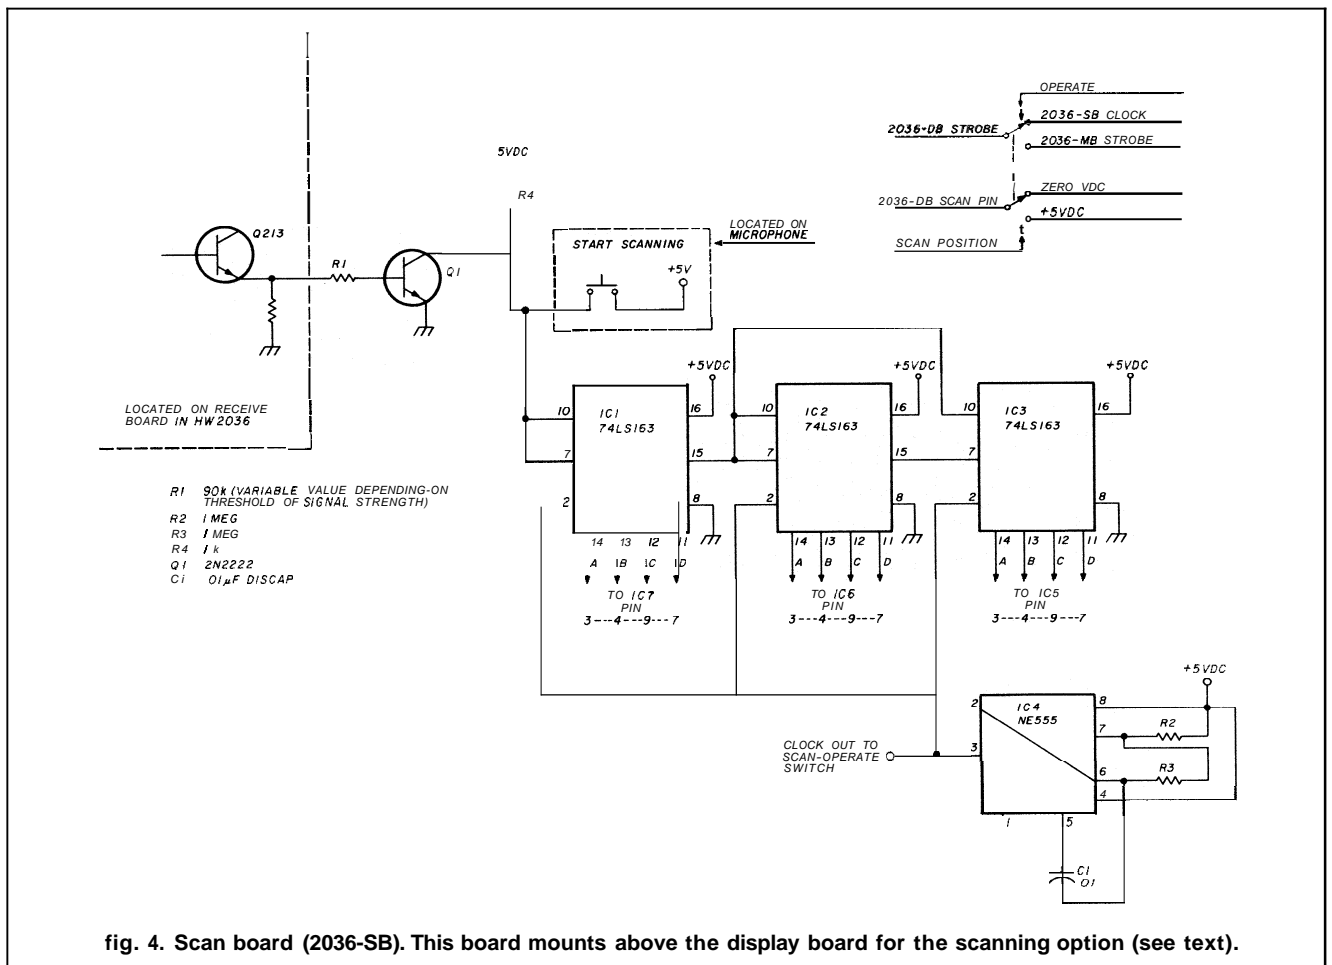 OPERATE
2036-SB CLOCK
2036-DB STROBE
2036-MB STROBE
5VDC
ZERO VDC
R4
2036-DB SCAN PIN
+5VDC
LOCATED ON
MICROPHONE
SCAN POSITION
t
Q213
START SCANNING
+5V
R1
Q1
+5VDC
+5VDC
+5VDC
LOCATED ON RECEIVE
BOARD IN HW2036
10
IC1
74LS163
16
10
IC2
74LS163
16
10
IC3
74LS163
16
7
15
7
15
7
2
8
2
8
2
8
R1 90k (VARIABLE VALUE DEPENDING-ON
THRESHOLD OF SIGNAL STRENGTH)
R2 1 MEG
R3 1 MEG
R4 1 k
Q1 2N2222
Ci 01µF DISCAP
14 13 12 11
A B C D
TO IC7
PIN
3---4---9---7
14 13 12 11
A B C D
TO IC6
PIN
3---4---9---7
14 13 12 11
A B C D
TO IC5
PIN
3---4---9---7
+5VDC
2
IC4
NE555
8
7
R2
CLOCK OUT TO
SCAN-OPERATE
SWITCH
3
6
R3
4
1
5
C1
01
fig. 4. Scan board (2036-SB). This board mounts above the display board for the scanning option (see text).